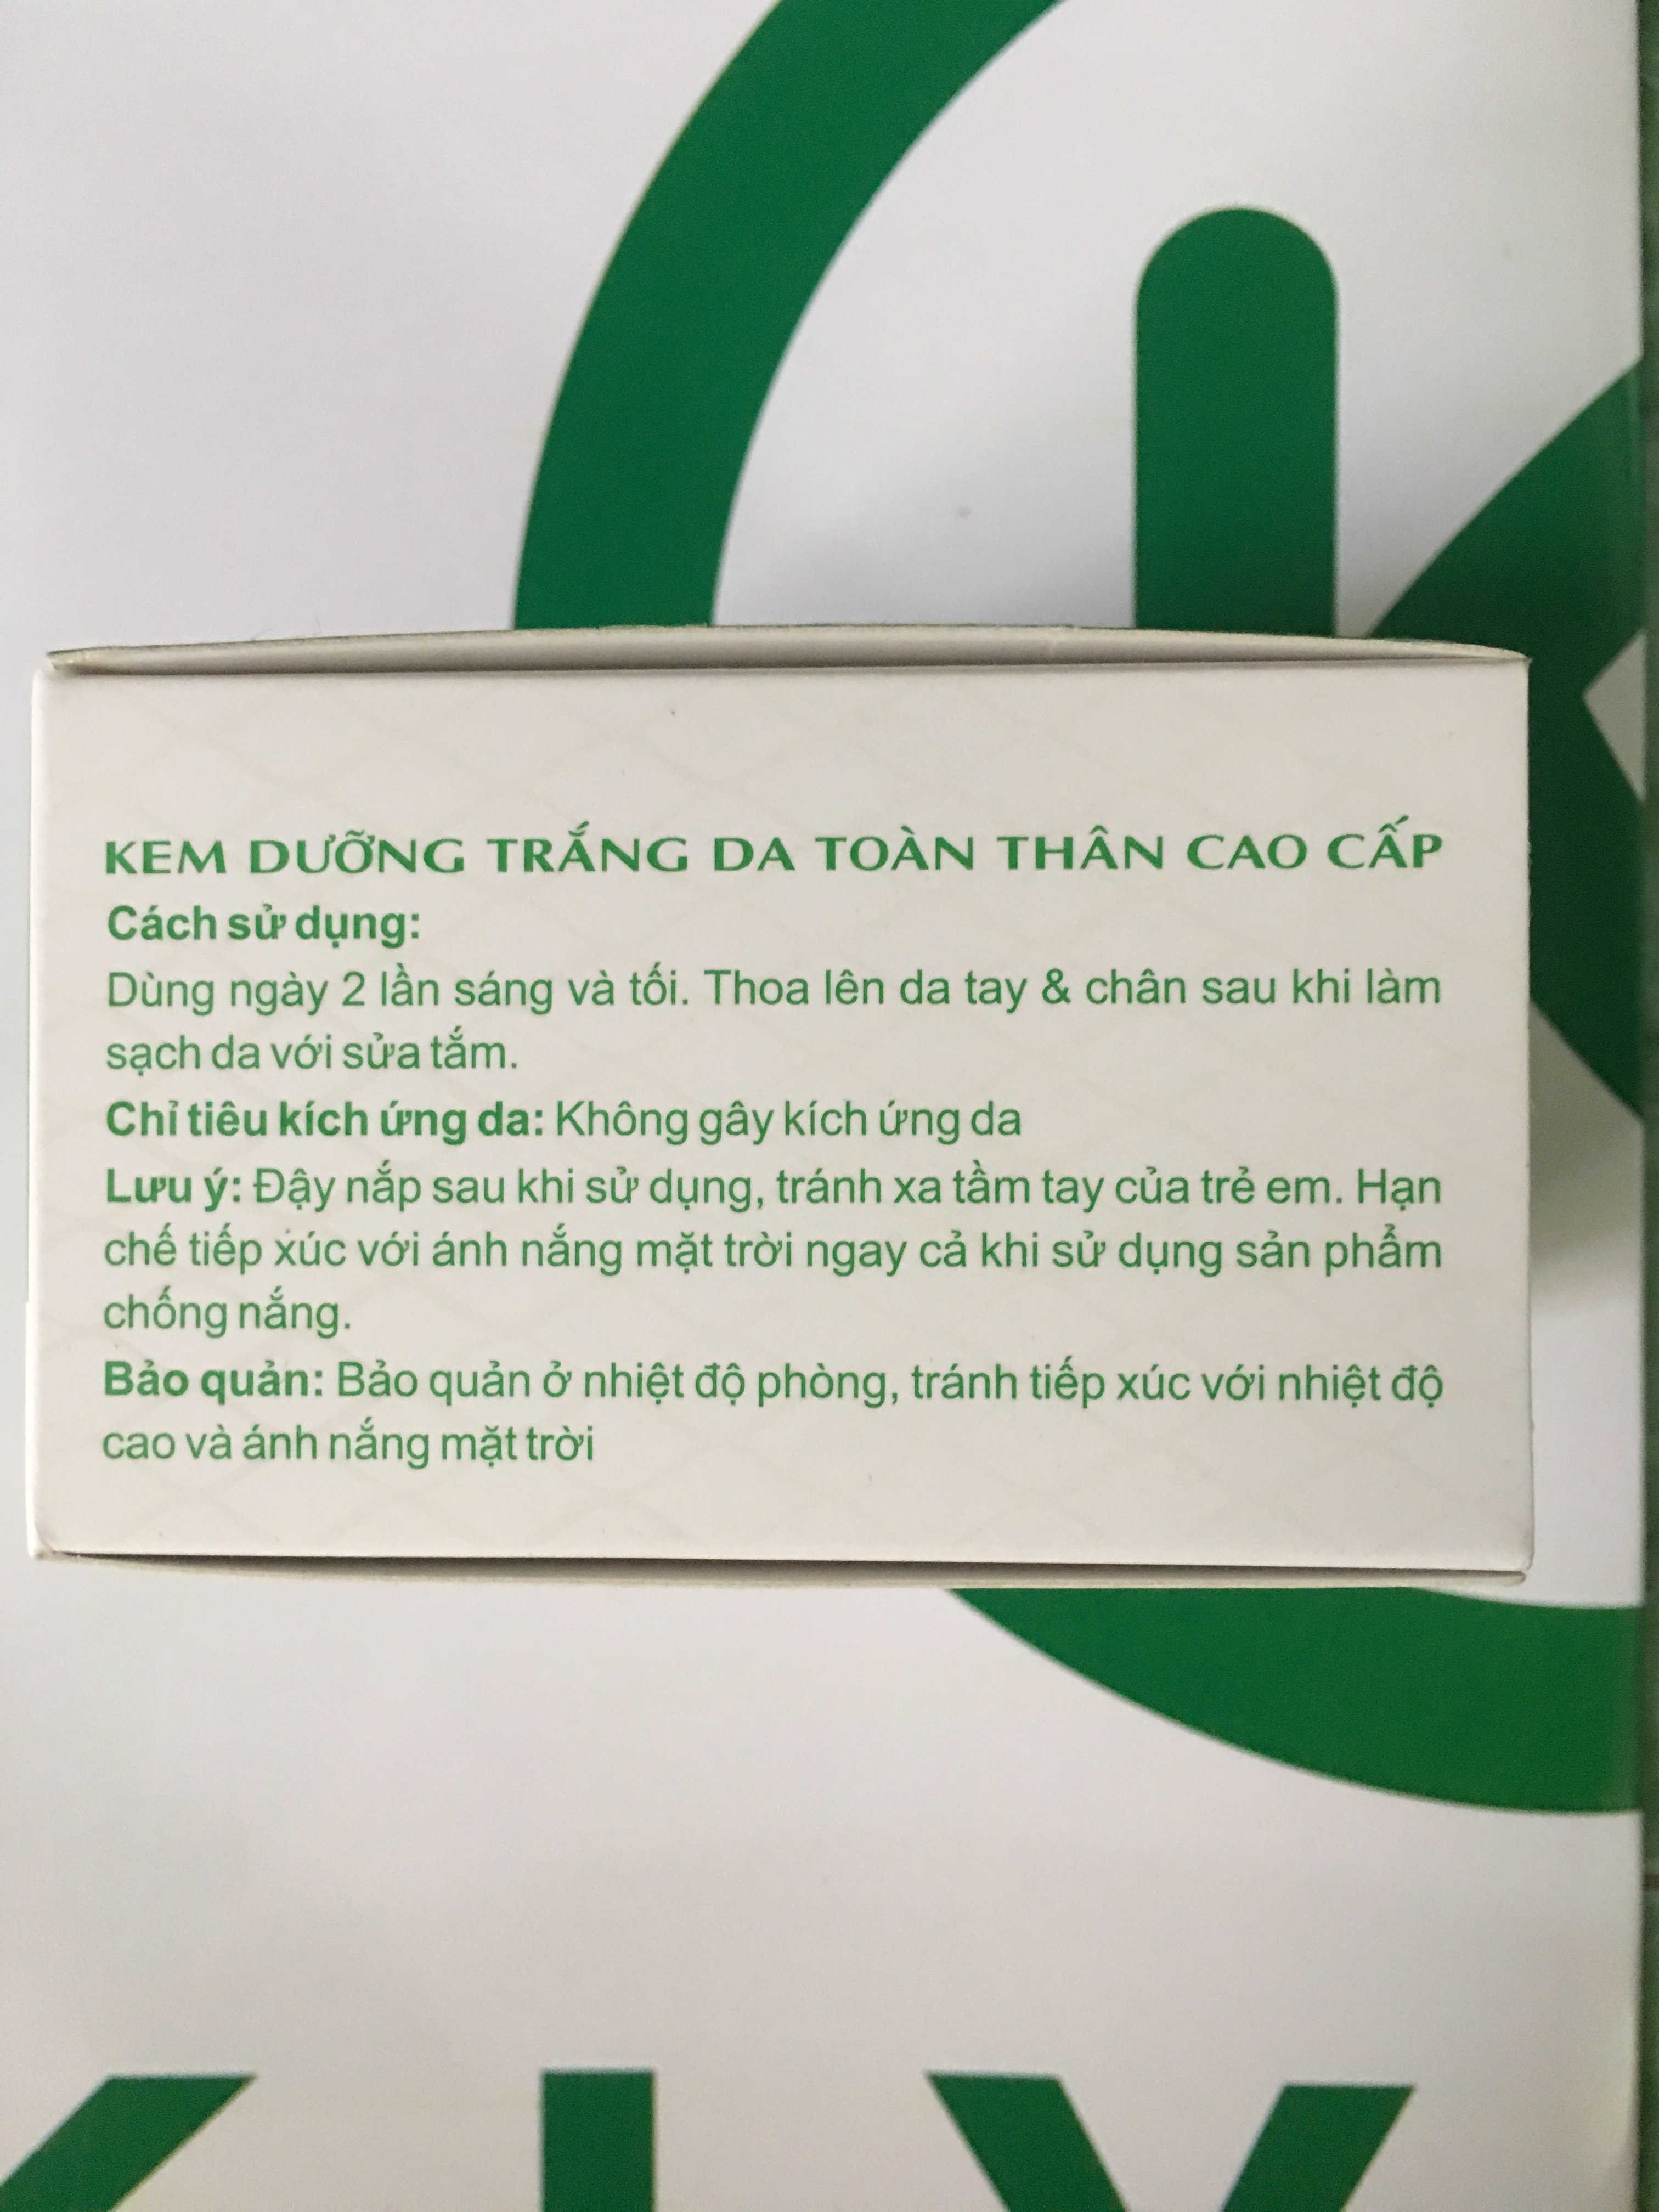 KEM DƯỠNG TRẮNG DA TOÀN THÂN CAO CẤP
Cách sử dụng:
Dùng ngày 2 lần sáng và tối. Thoa lên da tay & chân sau khi làm
sạch da với sửa tắm.
Chỉ tiêu kích ứng da: Không gây kích ứng da
Lưu ý: Đậy nắp sau khi sử dụng, tránh xa tầm tay của trẻ em. Hạn
chế tiếp xúc với ánh nắng mặt trời ngay cả khi sử dụng sản phẩm
chống nắng.
Bảo quản: Bảo quản ở nhiệt độ phòng, tránh tiếp xúc với nhiệt độ
cao và ánh nắng mặt trời